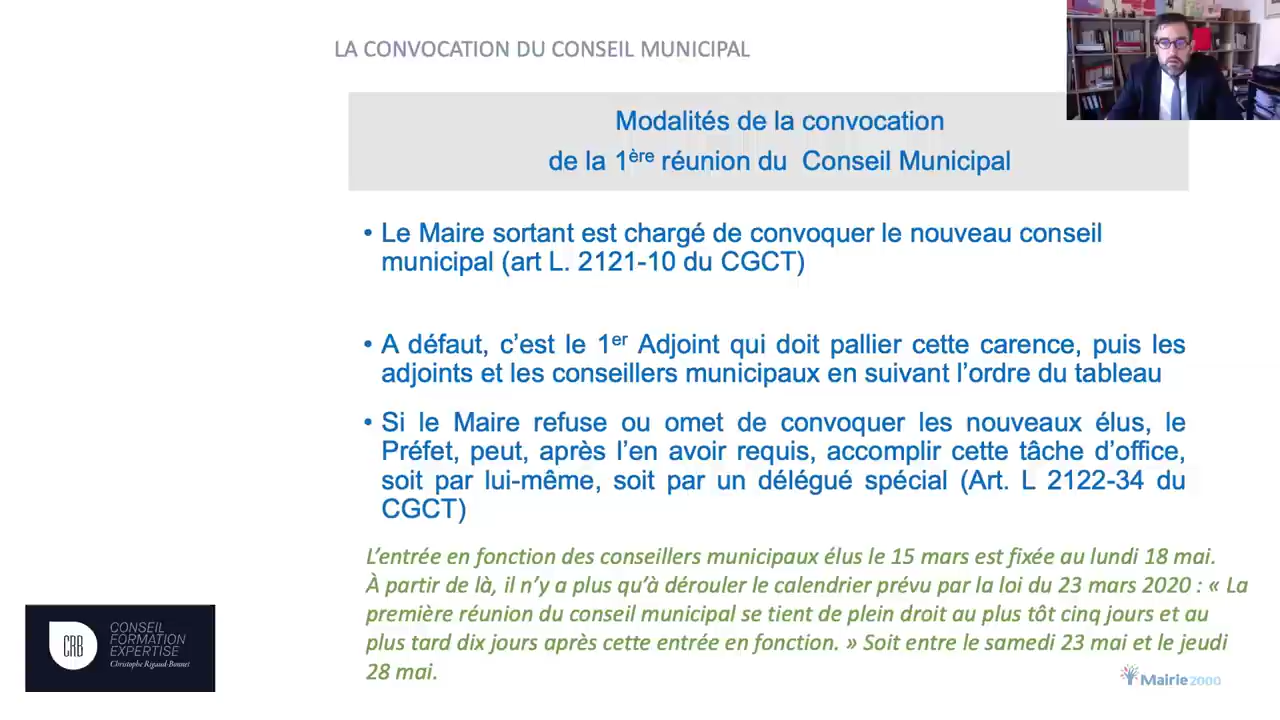 LA CONVOCATION DU CONSEIL MUNICIPAL
Modalités de la convocation
de la 1ère réunion du Conseil Municipal
• Le Maire sortant est chargé de convoquer le nouveau conseil
municipal (art L. 2121-10 du CGCT)
• A défaut, c’est le 1er Adjoint qui doit pallier cette carence, puis les
adjoints et les conseillers municipaux en suivant l’ordre du tableau
• Si le Maire refuse ou omet de convoquer les nouveaux élus, le
Préfet, peut, après l’en avoir requis, accomplir cette tâche d’office,
soit par lui-même, soit par un délégué spécial (Art. L 2122-34 du
CGCT)
L’entrée en fonction des conseillers municipaux élus le 15 mars est fixée au lundi 18 mai.
À partir de là, il n’y a plus qu’à dérouler le calendrier prévu par la loi du 23 mars 2020 : « La
première réunion du conseil municipal se tient de plein droit au plus tôt cinq jours et au
plus tard dix jours après cette entrée en fonction. » Soit entre le samedi 23 mai et le jeudi
28 mai.
CRB
CONSEIL
FORMATION
EXPERTISE
Christophe Rigaud-Bonnet
Mairie2000